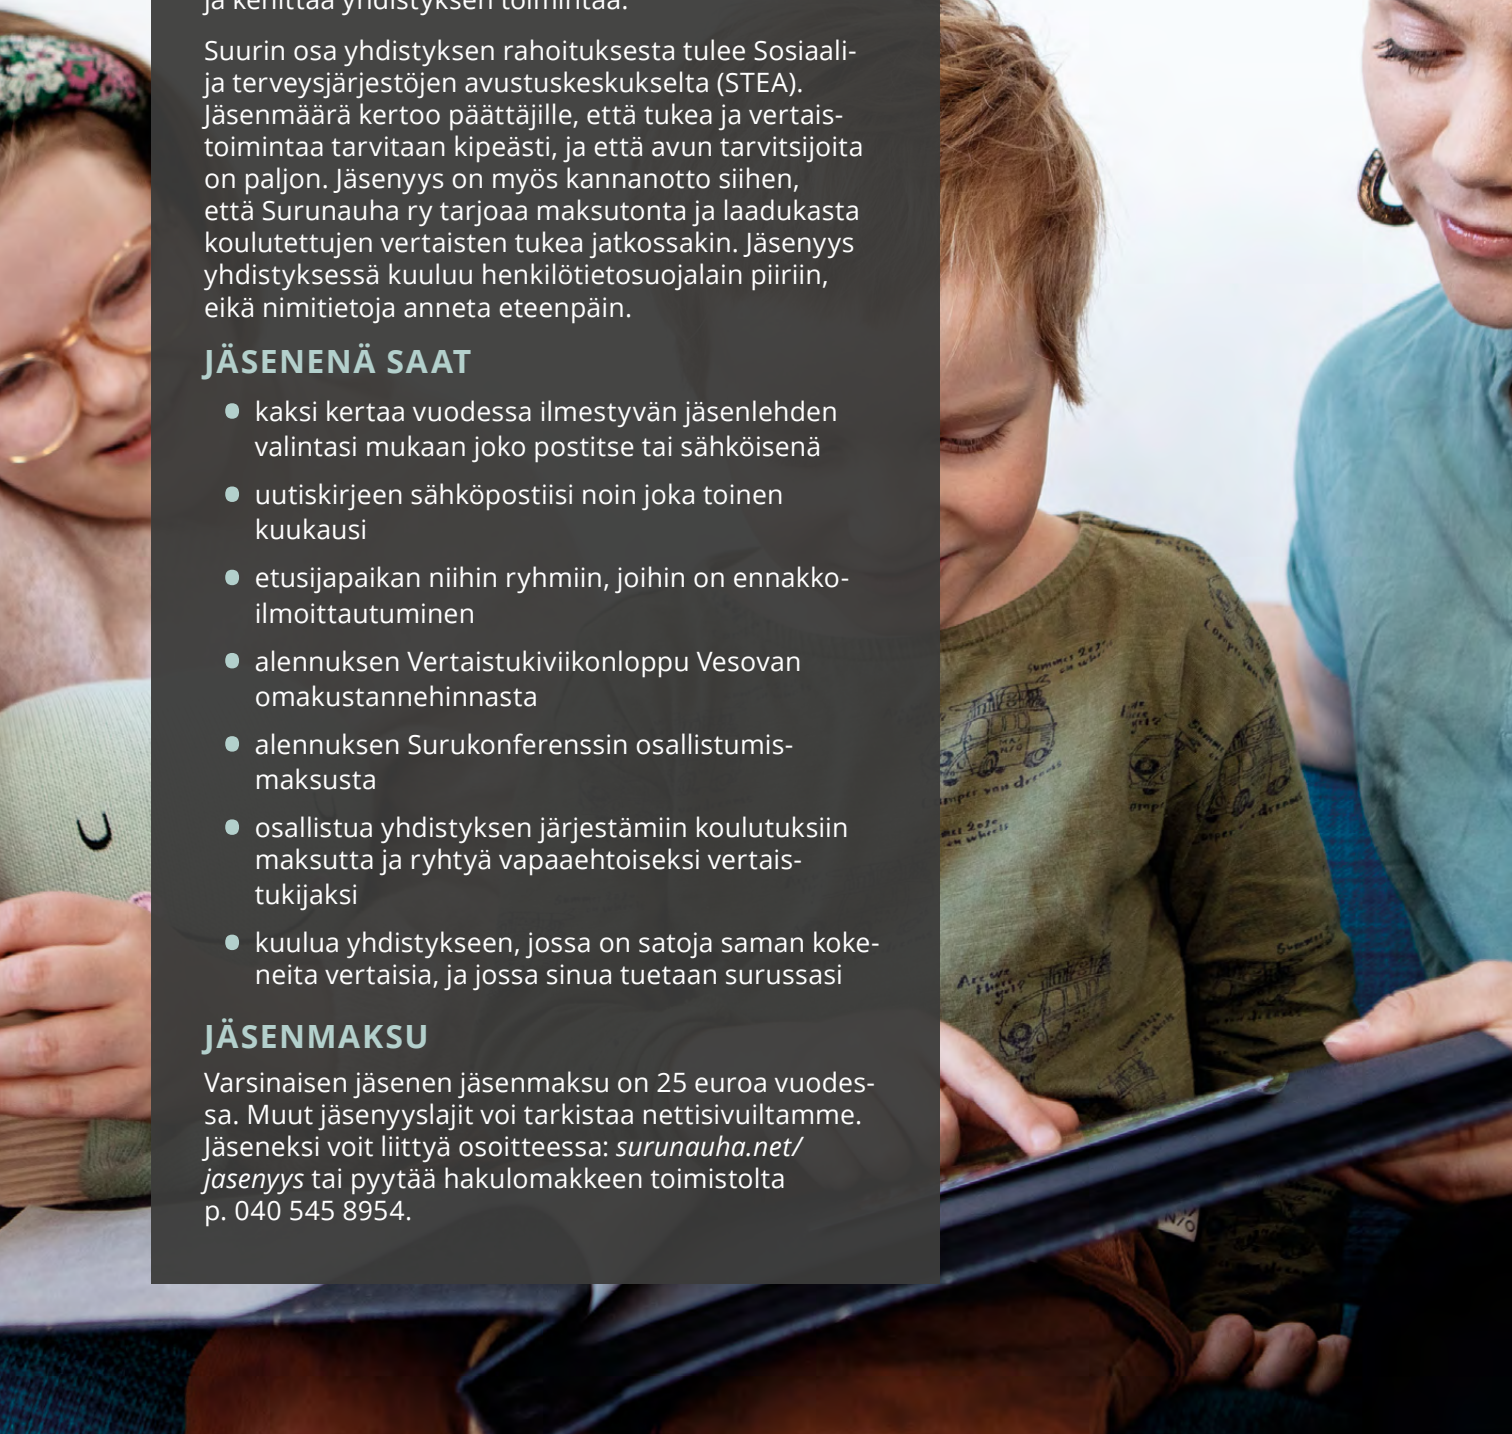 ja kehittää yhdistyksen toimintaa.
Suurin osa yhdistyksen rahoituksesta tulee Sosiaali-
ja terveysjärjestöjen avustuskeskukselta (STEA).
Jäsenmäärä kertoo päättäjille, että tukea ja vertais-
toimintaa tarvitaan kipeästi, ja että avun tarvitsijoita
on paljon. Jäsenyys on myös kannanotto siihen,
että Surunauha ry tarjoaa maksutonta ja laadukasta
koulutettujen vertaisten tukea jatkossakin. Jäsenyys
yhdistyksessä kuuluu henkilötietosuojalain piiriin,
eikä nimitietoja anneta eteenpäin.
JÄSENENÄ SAAT
kaksi kertaa vuodessa ilmestyvän jäsenlehden
valintasi mukaan joko postitse tai sähköisenä
uutiskirjeen sähköpostiisi noin joka toinen
kuukausi
etusijapaikan niihin ryhmiin, joihin on ennakko-
ilmoittautuminen
alennuksen Vertaistukiviikonloppu Vesovan
omakustannehinnasta
alennuksen Surukonferenssin osallistumis-
maksusta
osallistua yhdistyksen järjestämiin koulutuksiin
maksutta ja ryhtyä vapaaehtoiseksi vertais-
tukijaksi
kuulua yhdistykseen, jossa on satoja saman koke-
neita vertaisia, ja jossa sinua tuetaan surussasi
JÄSENMAKSU
Varsinaisen jäsenen jäsenmaksu on 25 euroa vuodes-
sa. Muut jäsenyyslajit voi tarkistaa nettisivuiltamme.
Jäseneksi voit liittyä osoitteessa: surunauha.net/
jasenyys tai pyytää hakulomakkeen toimistolta
p. 040 545 8954.